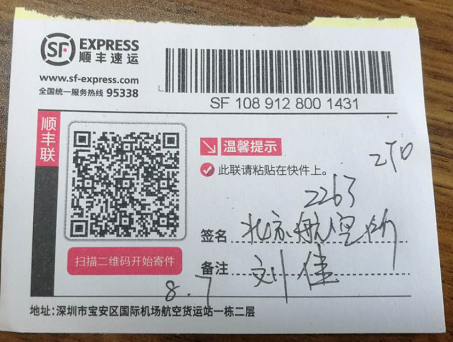 SF EXPRESS
顺丰速运
www.sf-express.com
全国统一服务热线 95338
SF 108 912 800 1431
顺丰联
温馨提示
此联请粘贴在快件上。
ZTO
2263
签名 北京航空所
备注 刘佳
扫描二维码开始寄件
8.7
地址:深圳市宝安区国际机场航空货运站一栋二层